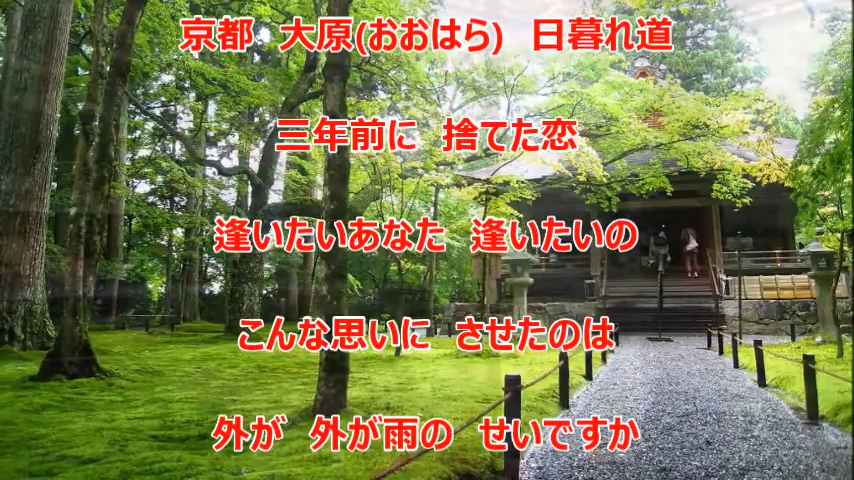 京都　大原(おおはら)　日暮れ道
三年前に　捨てた恋
逢いたいあなた　逢いたいの
こんな思いに　させたのは
外が　外が雨の　せいですか